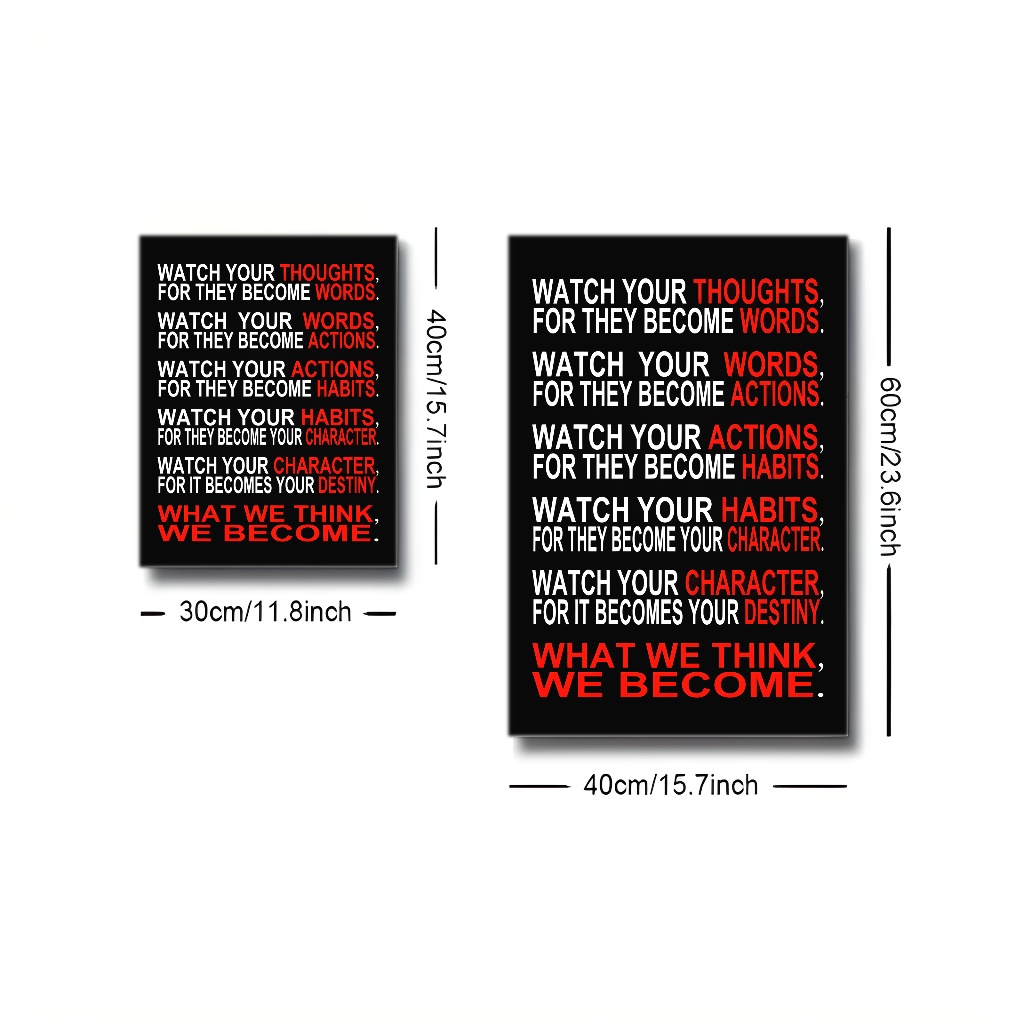 WATCH YOUR THOUGHTS,
FOR THEY BECOME WORDS.
WATCH YOUR WORDS,
FOR THEY BECOME ACTIONS.
WATCH YOUR ACTIONS,
FOR THEY BECOME HABITS.
WATCH YOUR HABITS,
FOR THEY BECOME YOUR CHARACTER.
WATCH YOUR CHARACTER,
FOR IT BECOMES YOUR DESTINY.
WHAT WE THINK,
WE BECOME.
40cm/15.7inch
30cm/11.8inch
WATCH YOUR THOUGHTS,
FOR THEY BECOME WORDS.
WATCH YOUR WORDS,
FOR THEY BECOME ACTIONS.
WATCH YOUR ACTIONS,
FOR THEY BECOME HABITS.
WATCH YOUR HABITS,
FOR THEY BECOME YOUR CHARACTER.
WATCH YOUR CHARACTER,
FOR IT BECOMES YOUR DESTINY.
WHAT WE THINK,
WE BECOME.
60cm/23.6inch
40cm/15.7inch